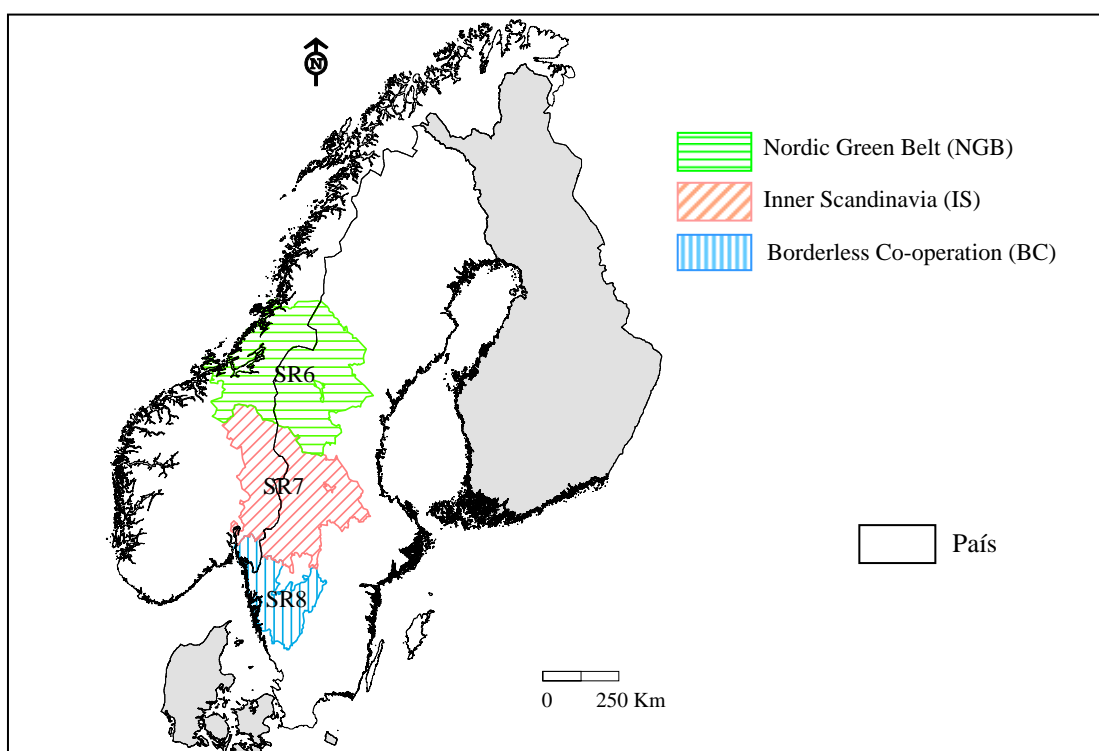 N
Nordic Green Belt (NGB)
Inner Scandinavia (IS)
Borderless Co-operation (BC)
SR6
SR7
SR8
País
0 250 Km